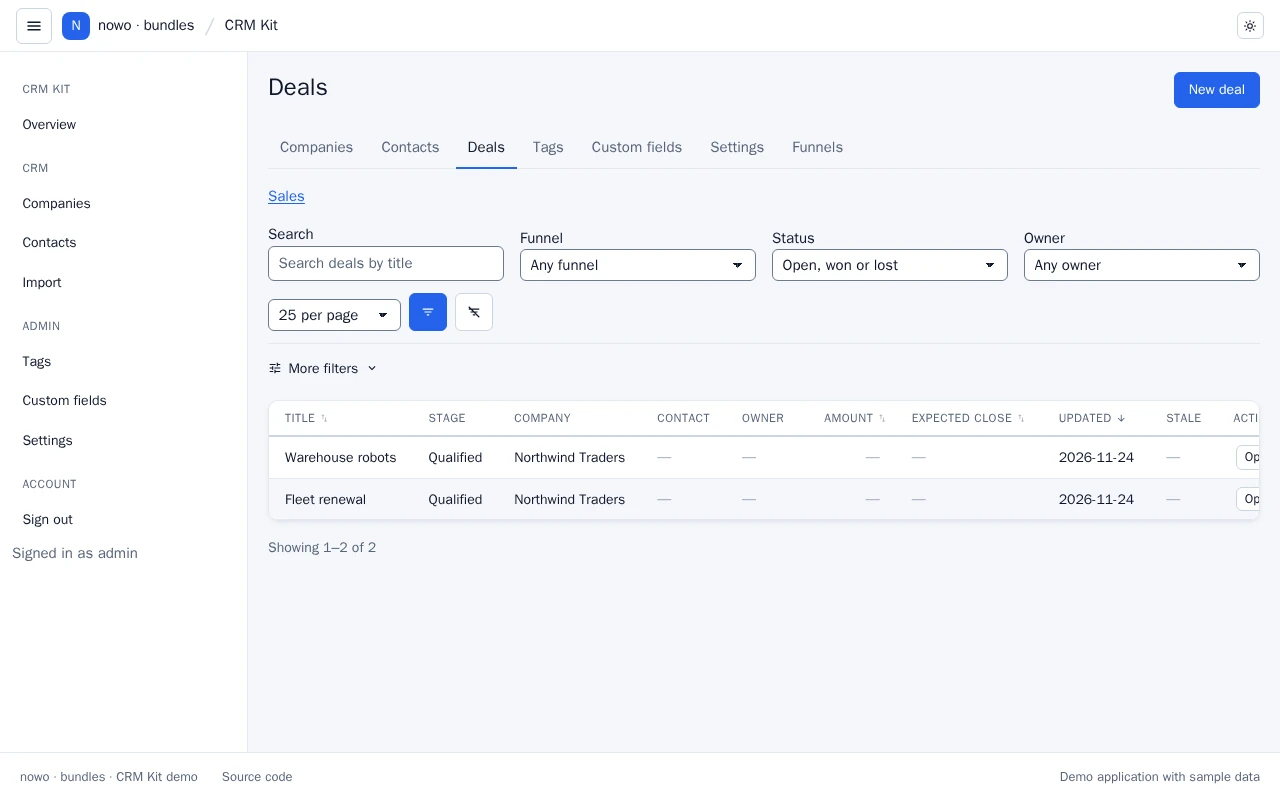 N nowo · bundles / CRM Kit
CRM KIT
Overview
CRM
Companies
Contacts
Import
ADMIN
Tags
Custom fields
Settings
ACCOUNT
Sign out
Signed in as admin
Deals
New deal
Companies Contacts Deals Tags Custom fields Settings Funnels
Sales
Search Funnel Status Owner
Search deals by title Any funnel Open, won or lost Any owner
25 per page
More filters
TITLE STAGE COMPANY CONTACT OWNER AMOUNT EXPECTED CLOSE UPDATED STALE ACTI
Warehouse robots Qualified Northwind Traders — — — — 2026-11-24 — Op
Fleet renewal Qualified Northwind Traders — — — — 2026-11-24 — Op
Showing 1–2 of 2
nowo · bundles · CRM Kit demo Source code Demo application with sample data